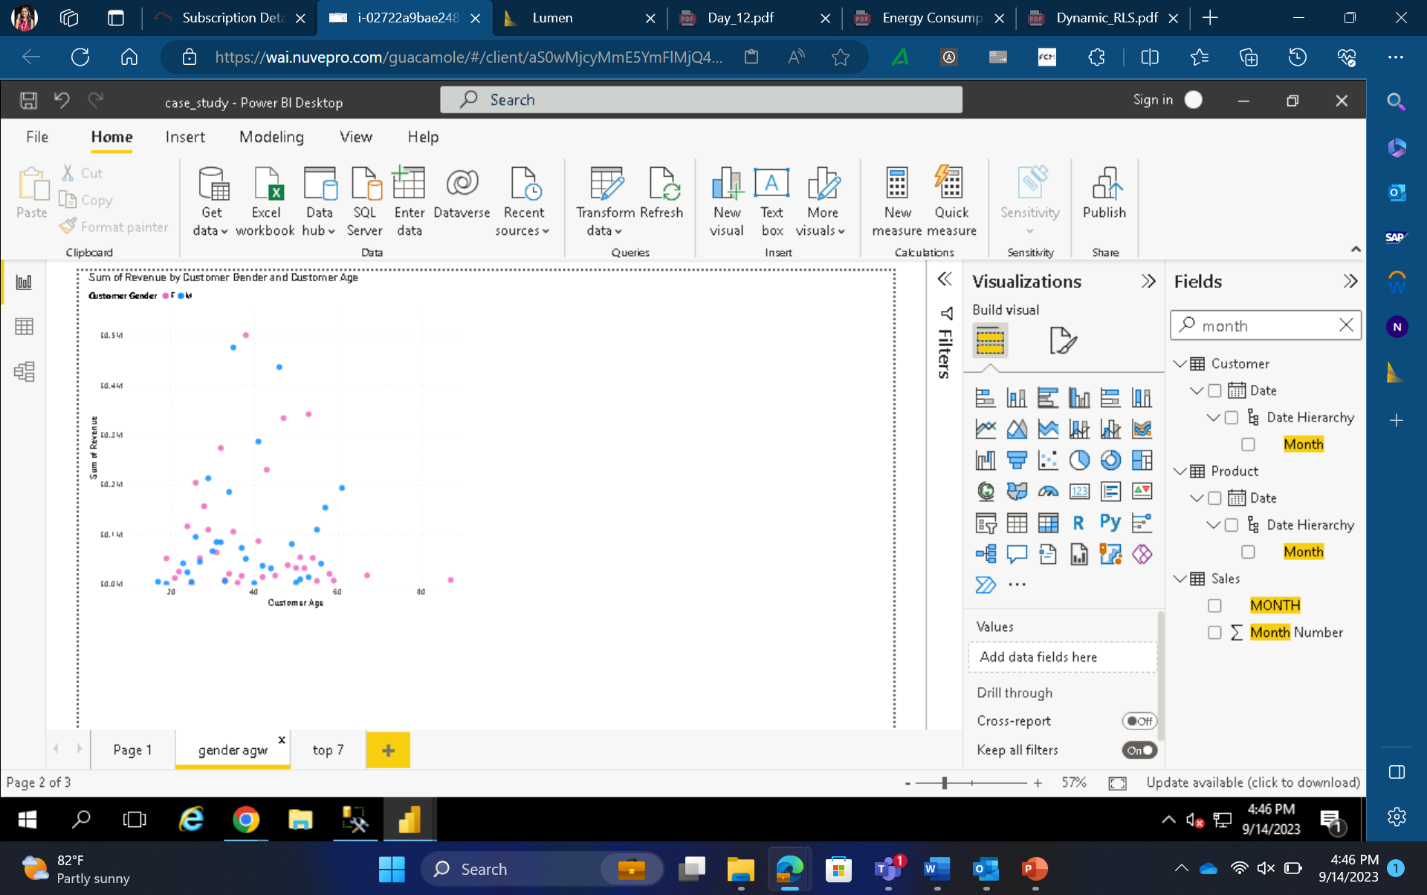 Subscription Deta
i-02722a9bae248
Lumen
Day_12.pdf
Energy Consump
Dynamic_RLS.pdf
https://wai.nuvepro.com/guacamole/#/client/aS0wMjcyMmE5YmFlMjQ4...
case_study - Power BI Desktop
Search
Sign in
File Home Insert Modeling View Help
Paste
Cut
Copy
Format painter
Clipboard
Get data
Excel workbook
Data hub
SQL Server
Enter data
Dataverse
Recent sources
Data
Transform data
Refresh
Queries
New visual
Text box
More visuals
Insert
New measure
Quick measure
Calculations
Sensitivity
Sensitivity
Publish
Share
Sum of Revenue by Customer Gender and Customer Age
Customer Gender F M
Sum of Revenue
20 40 60 80
Customer Age
Filters
Visualizations
Build visual
Values
Add data fields here
Drill through
Cross-report Off
Keep all filters On
Fields
month
Customer
Date
Date Hierarchy
Month
Product
Date
Date Hierarchy
Month
Sales
MONTH
Month Number
Page 1
gender agw x
top 7
+
Page 2 of 3
- + 57%
Update available (click to download)
4:46 PM
9/14/2023
1
82°F
Partly sunny
Search
1
4:46 PM
9/14/2023
1